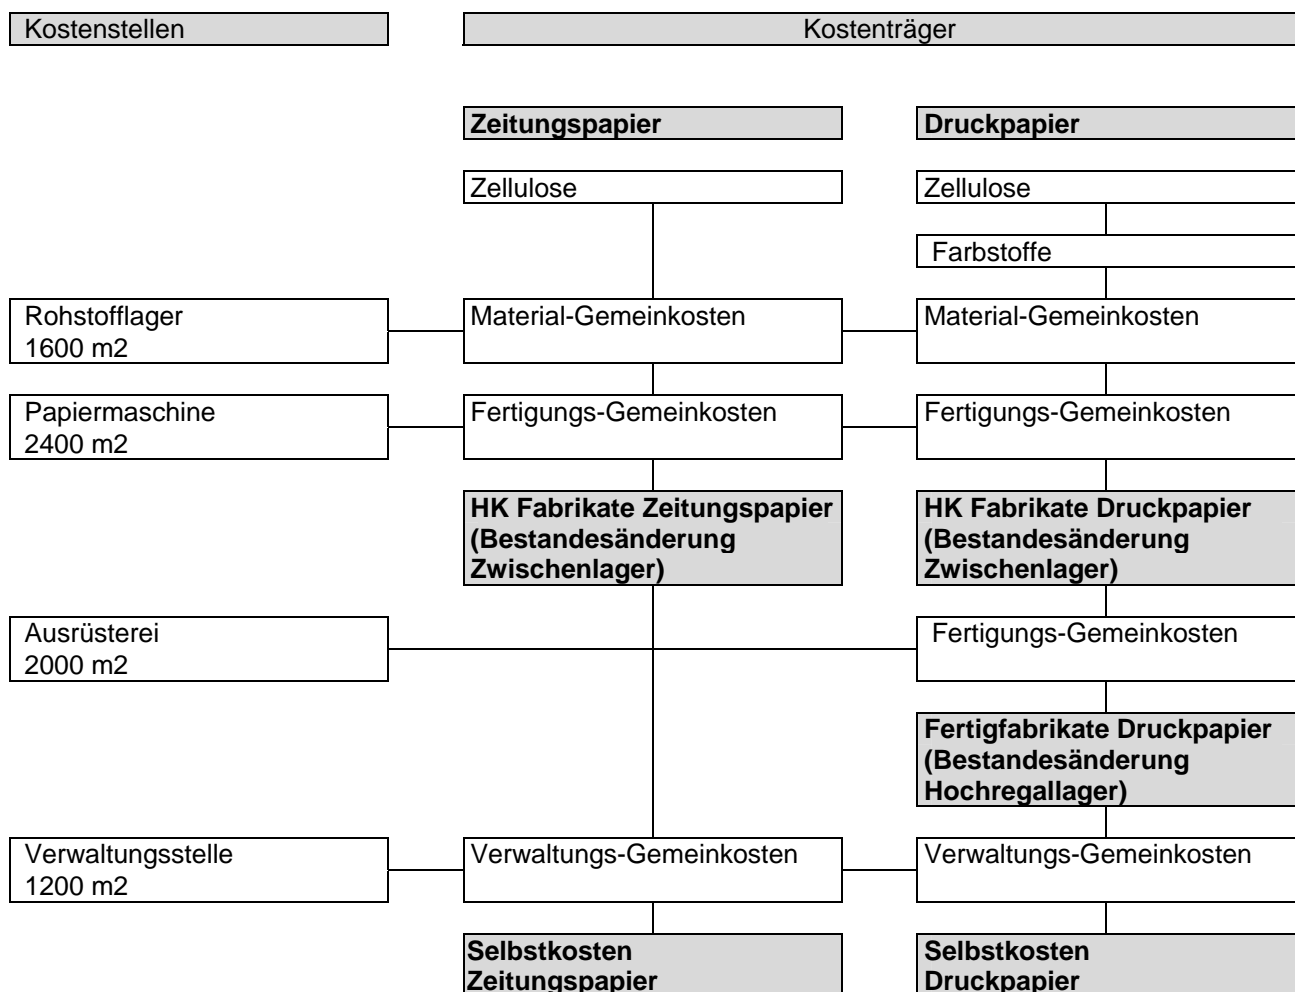 Kostenstellen
Kostenträger
Zeitungspapier
Druckpapier
Zellulose
Zellulose
Farbstoffe
Rohstofflager
1600 m2
Material-Gemeinkosten
Material-Gemeinkosten
Papiermaschine
2400 m2
Fertigungs-Gemeinkosten
Fertigungs-Gemeinkosten
HK Fabrikate Zeitungspapier
(Bestandesänderung
Zwischenlager)
HK Fabrikate Druckpapier
(Bestandesänderung
Zwischenlager)
Ausrüsterei
2000 m2
Fertigungs-Gemeinkosten
Fertigfabrikate Druckpapier
(Bestandesänderung
Hochregallager)
Verwaltungsstelle
1200 m2
Verwaltungs-Gemeinkosten
Verwaltungs-Gemeinkosten
Selbstkosten
Zeitungspapier
Selbstkosten
Druckpapier